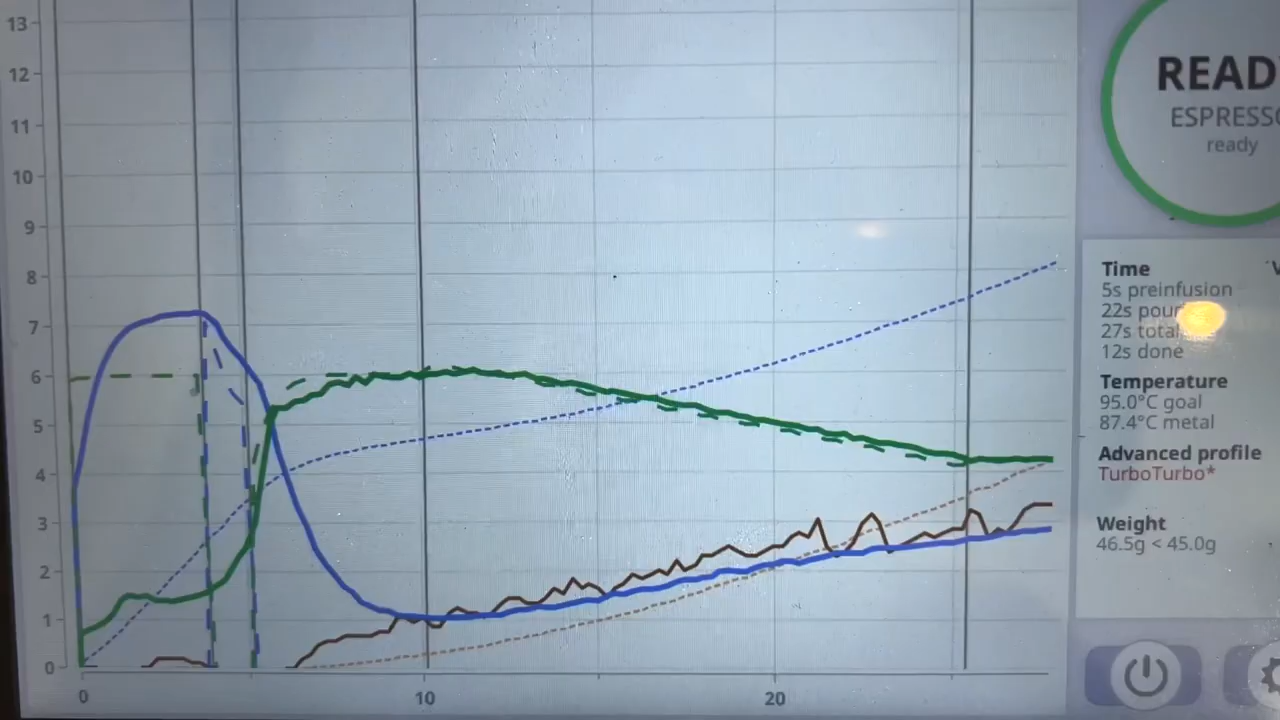 13
12
11
10
9
8
7
6
5
4
3
2
1
0
0
10
20
READY
ESPRESSO
ready
Time
5s preinfusion
22s pour
27s total
12s done
Temperature
95.0°C goal
87.4°C metal
Advanced profile
TurboTurbo*
Weight
46.5g < 45.0g